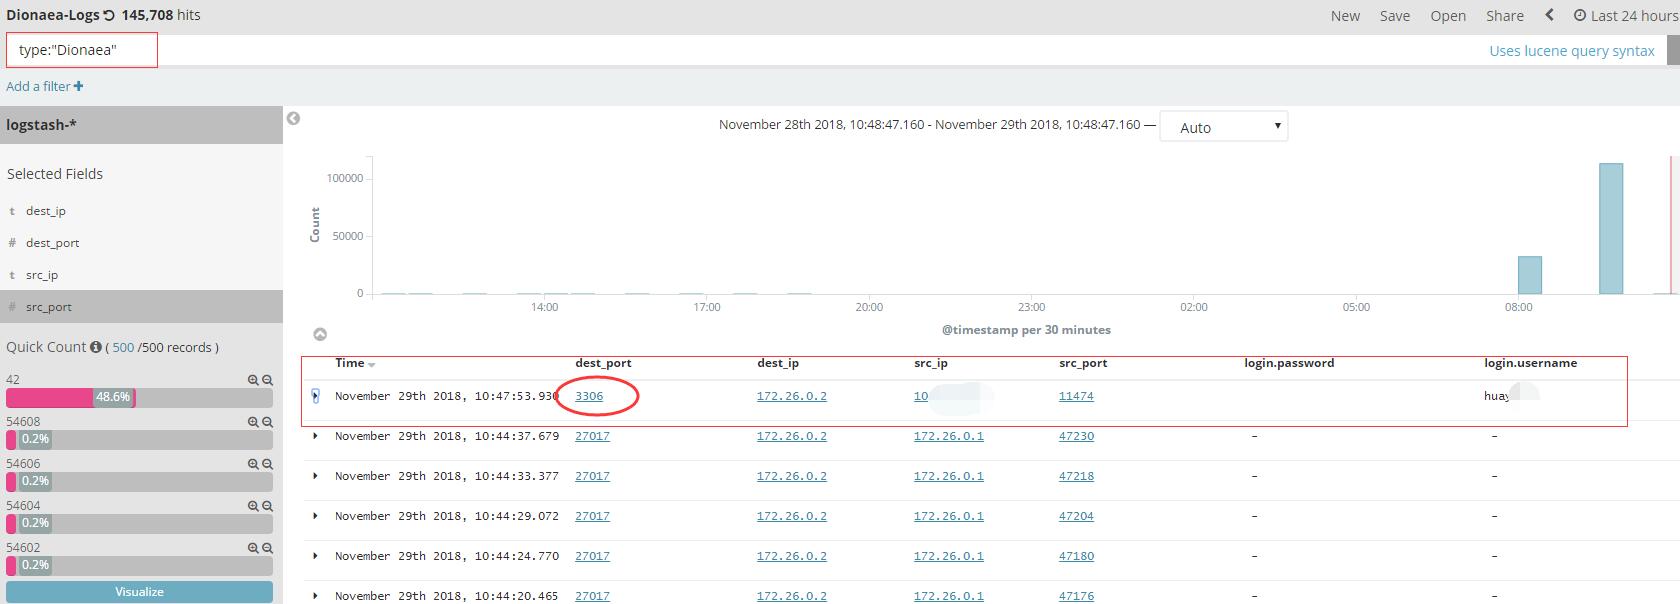 Dionaea-Logs 145,708 hits
New Save Open Share Last 24 hours
type:"Dionaea"
Uses lucene query syntax
Add a filter
logstash-*
Selected Fields
t dest_ip
# dest_port
t src_ip
# src_port
Quick Count ( 500 /500 records )
42
48.6%
54608
0.2%
54606
0.2%
54604
0.2%
54602
0.2%
Visualize
November 28th 2018, 10:48:47.160 - November 29th 2018, 10:48:47.160 —
Auto
Count
100000
50000
0
14:00 17:00 20:00 23:00 02:00 05:00 08:00
@timestamp per 30 minutes
Time dest_port dest_ip src_ip src_port login.password login.username
November 29th 2018, 10:47:53.930 3306 172.26.0.2 10 11474 huay
November 29th 2018, 10:44:37.679 27017 172.26.0.2 172.26.0.1 47230 – –
November 29th 2018, 10:44:33.377 27017 172.26.0.2 172.26.0.1 47218 – –
November 29th 2018, 10:44:29.072 27017 172.26.0.2 172.26.0.1 47204 – –
November 29th 2018, 10:44:24.770 27017 172.26.0.2 172.26.0.1 47180 – –
November 29th 2018, 10:44:20.465 27017 172.26.0.2 172.26.0.1 47176 – –